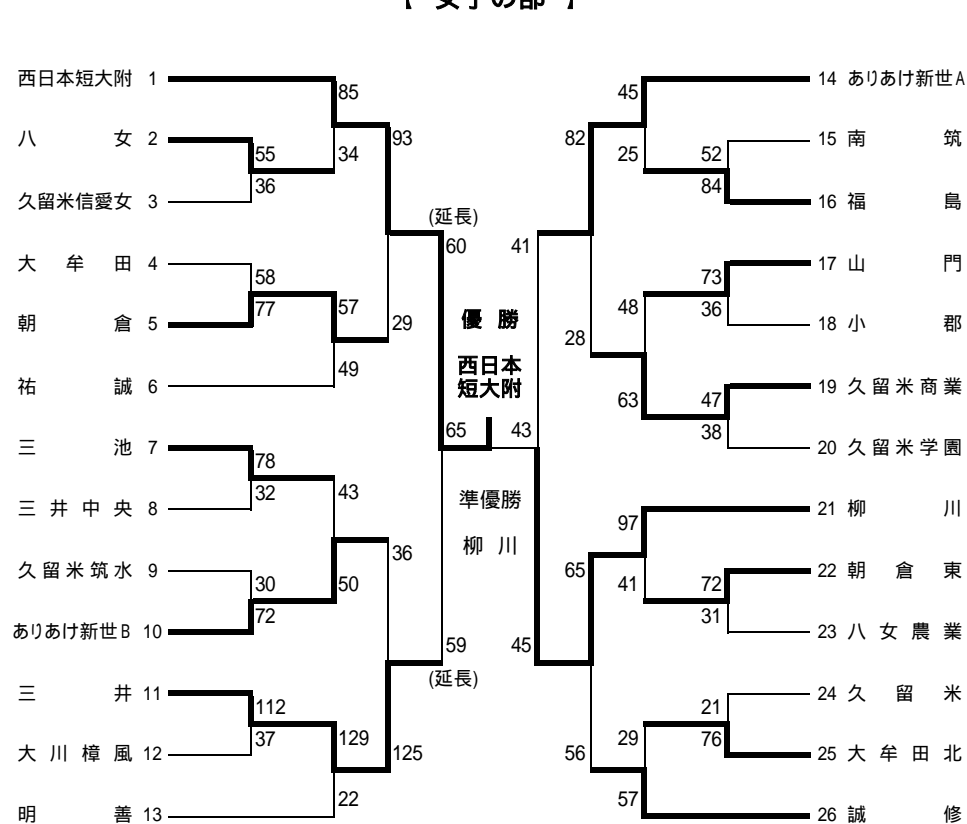 【 女子の部 】
西日本短大附 1
85
八女 2
55
34
93
36
久留米信愛女 3
(延長)
60
大牟田 4
58
77
57
29
朝倉 5
49
祐誠 6
65
三池 7
78
32
43
三井中央 8
36
久留米筑水 9
30
50
72
ありあけ新世B 10
59
(延長)
三井 11
112
37
129
125
大川樟風 12
22
明善 13
優勝
西日本
短大附
43
準優勝
柳川
14 ありあけ新世A
45
82
15 南筑
25
52
84
16 福島
41
17 山門
73
48
36
28
18 小郡
19 久留米商業
63
47
38
20 久留米学園
21 柳川
97
65
22 朝倉東
41
72
31
23 八女農業
45
24 久留米
21
29
76
56
25 大牟田北
57
26 誠修